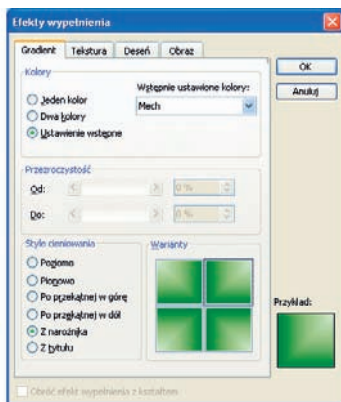 Efekty wypełnienia
Gradient Tekstura Deseń Obraz
Kolory
Jeden kolor
Dwa kolory
Ustawienie wstępne
Wstępnie ustawione kolory:
Mech
OK
Anuluj
Przezroczystość
Od: 0 %
Do: 0 %
Style cieniowania
Poziomo
Pionowo
Po przekątnej w górę
Po przekątnej w dół
Z narożnika
Z tytułu
Warianty
Przykład:
Obróć efekt wypełnienia z kształtem